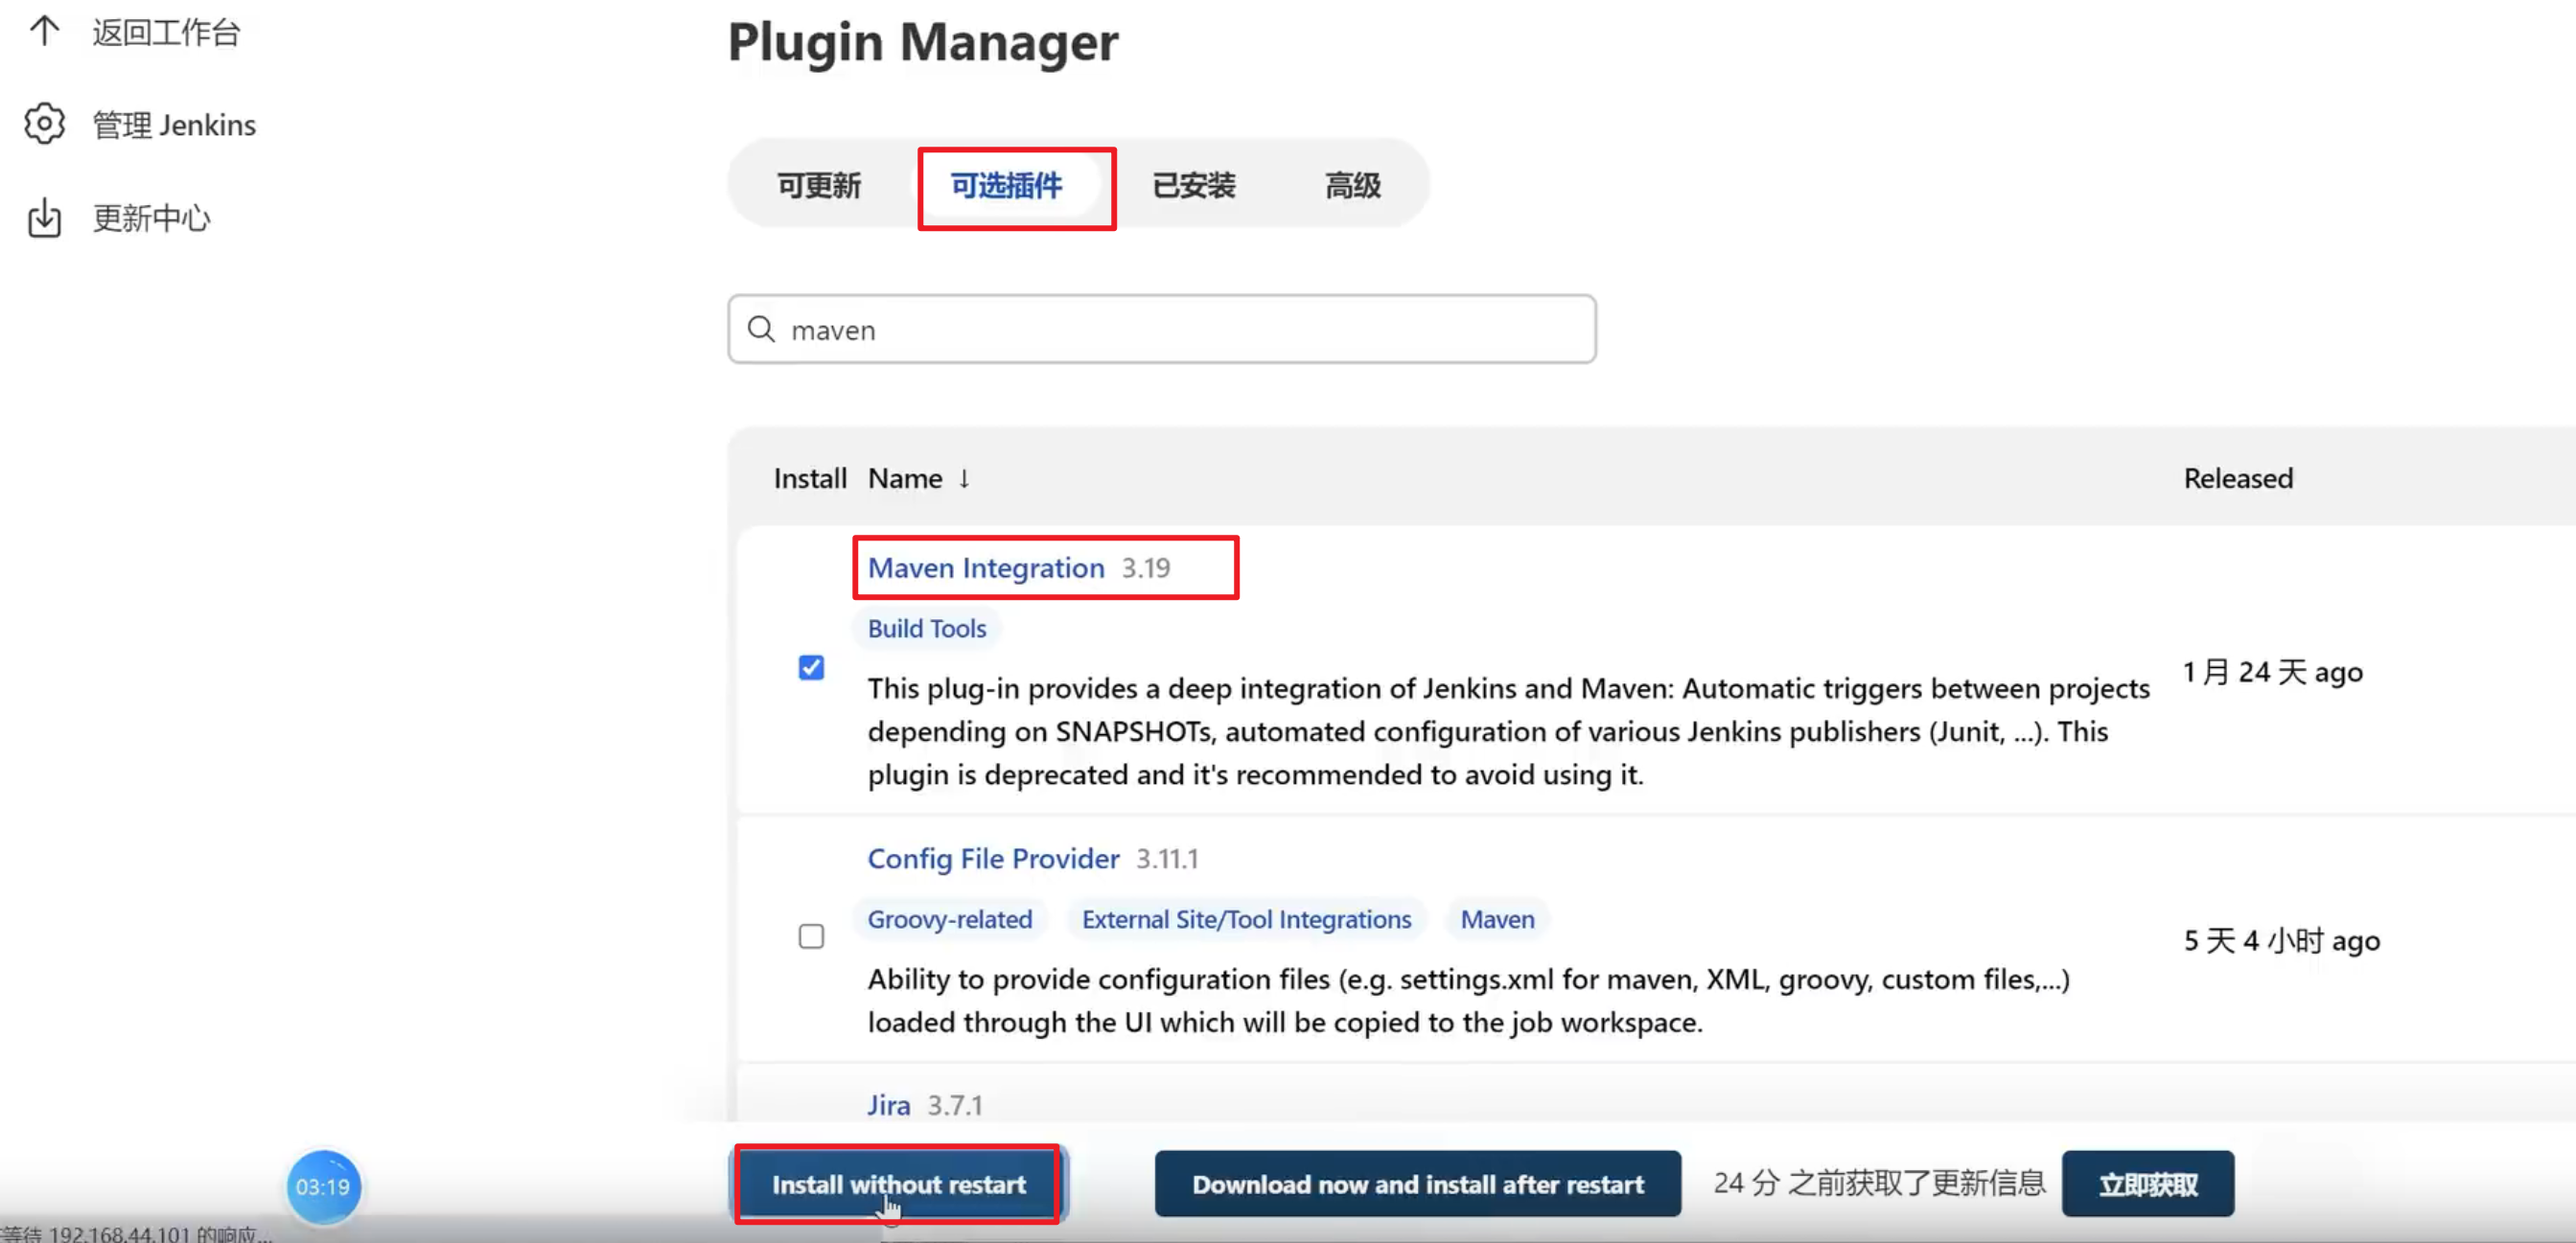 返回工作台
管理 Jenkins
更新中心
Plugin Manager
可更新 可选插件 已安装 高级
maven
Install Name ↓ Released
Maven Integration 3.19
Build Tools
This plug-in provides a deep integration of Jenkins and Maven: Automatic triggers between projects
depending on SNAPSHOTs, automated configuration of various Jenkins publishers (Junit, ...). This
plugin is deprecated and it's recommended to avoid using it.
1 月 24 天 ago
Config File Provider 3.11.1
Groovy-related External Site/Tool Integrations Maven
Ability to provide configuration files (e.g. settings.xml for maven, XML, groovy, custom files,...)
loaded through the UI which will be copied to the job workspace.
5 天 4 小时 ago
Jira 3.7.1
Install without restart Download now and install after restart 24 分 之前获取了更新信息 立即获取
03:19
等待 192.168.44.101 的响应...